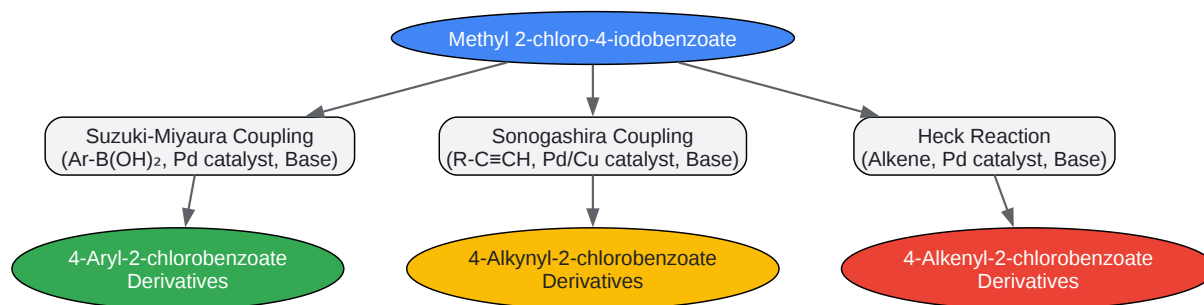 Methyl 2-chloro-4-iodobenzoate
Suzuki-Miyaura Coupling
(Ar-B(OH)₂, Pd catalyst, Base)
Sonogashira Coupling
(R-C≡CH, Pd/Cu catalyst, Base)
Heck Reaction
(Alkene, Pd catalyst, Base)
4-Aryl-2-chlorobenzoate
Derivatives
4-Alkynyl-2-chlorobenzoate
Derivatives
4-Alkenyl-2-chlorobenzoate
Derivatives